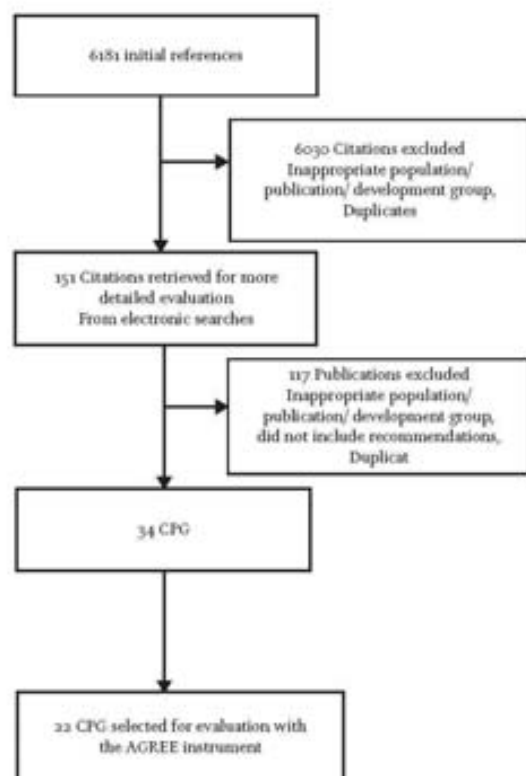 6181 initial references
6030 Citations excluded
Inappropriate population/
publication/ development group,
Duplicates
151 Citations retrieved for more
detailed evaluation
From electronic searches
117 Publications excluded
Inappropriate population/
publication/ development group,
did not include recommendations,
Duplicat
34 CPG
22 CPG selected for evaluation with
the AGREE instrument